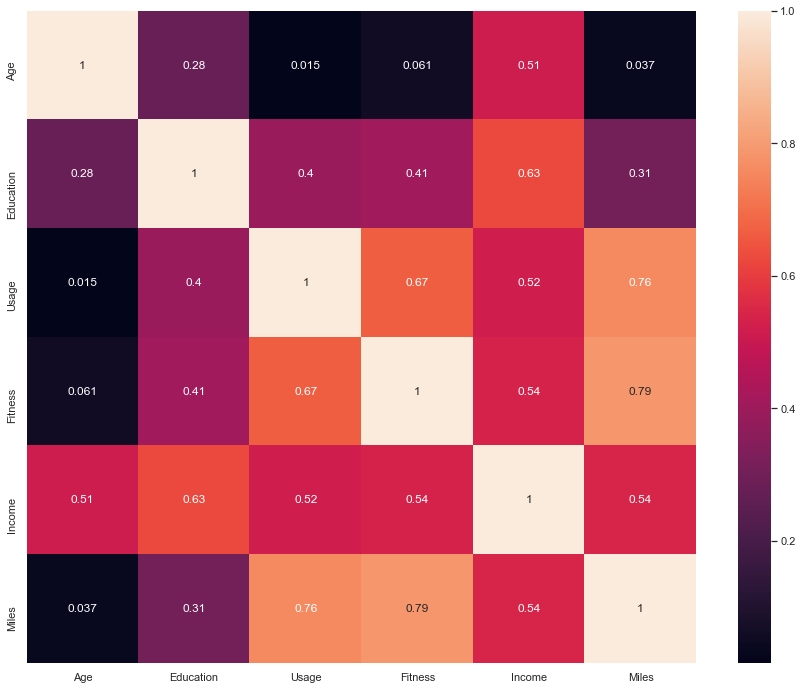 Age 1 0.28 0.015 0.061 0.51 0.037
Education 0.28 1 0.4 0.41 0.63 0.31
Usage 0.015 0.4 1 0.67 0.52 0.76
Fitness 0.061 0.41 0.67 1 0.54 0.79
Income 0.51 0.63 0.52 0.54 1 0.54
Miles 0.037 0.31 0.76 0.79 0.54 1
Age Education Usage Fitness Income Miles
1.0
0.8
0.6
0.4
0.2